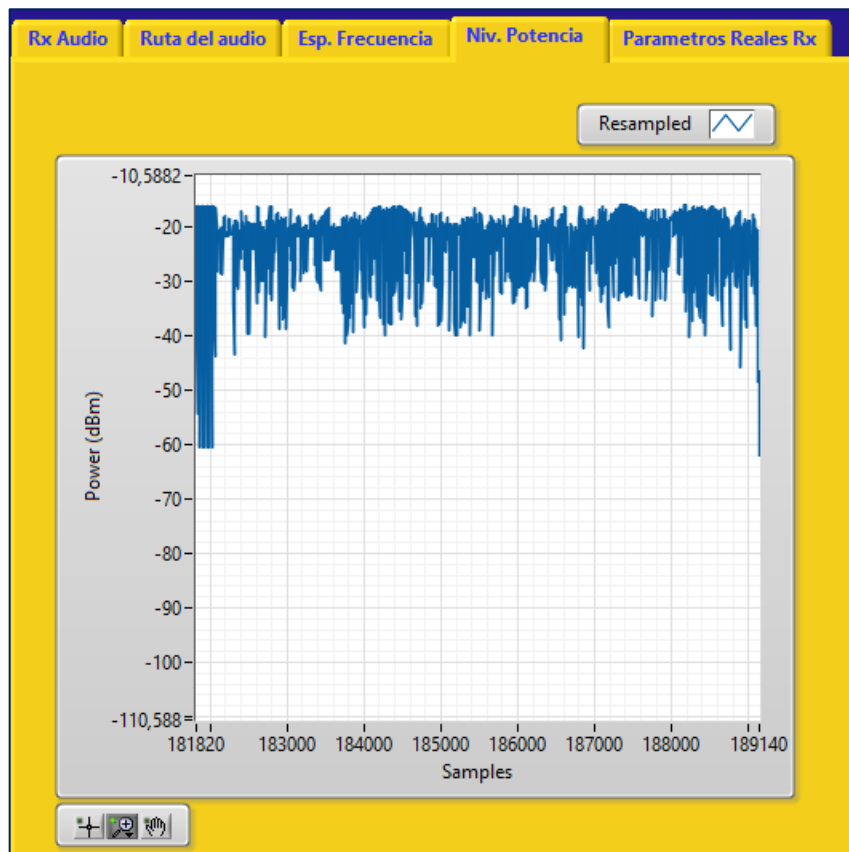 Rx Audio Ruta del audio Esp. Frecuencia Niv. Potencia Parametros Reales Rx
Resampled
-10,5882
-20
-30
-40
-50
-60
-70
-80
-90
-100
-110,588
Power (dBm)
181820 183000 184000 185000 186000 187000 188000 189140
Samples